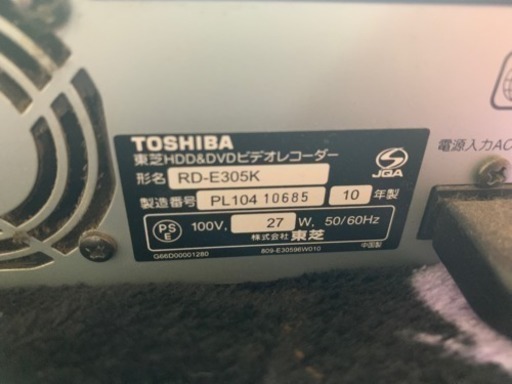 TOSHIBA
東芝HDD&DVDビデオレコーダー
形名 RD-E305K
製造番号 PL104 10685 10 年製
PSE 100V, 27 W, 50/60Hz
株式会社 東芝
G66D00001280 809-E30596W010 中国製
JQA
電源入力AC